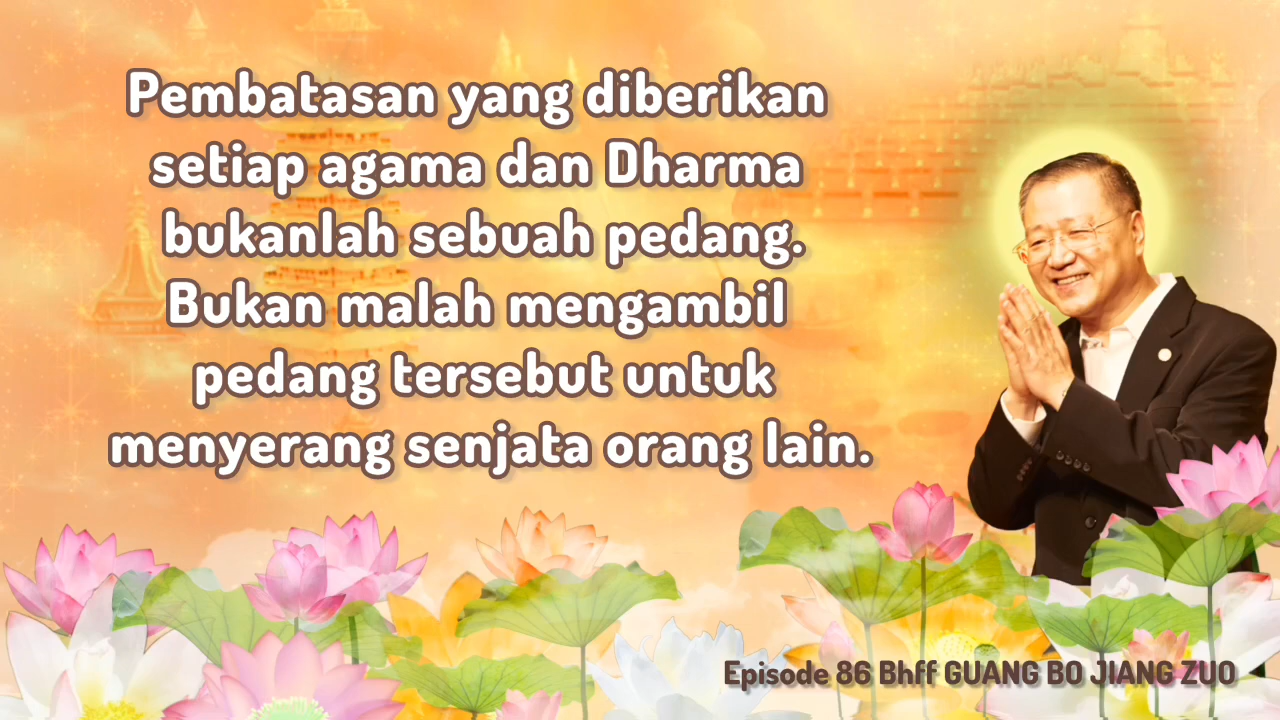 Pembatasan yang diberikan
setiap agama dan Dharma
bukanlah sebuah pedang.
Bukan malah mengambil
pedang tersebut untuk
menyerang senjata orang lain.
Episode 86 Bhff GUANG BO JIANG ZUO